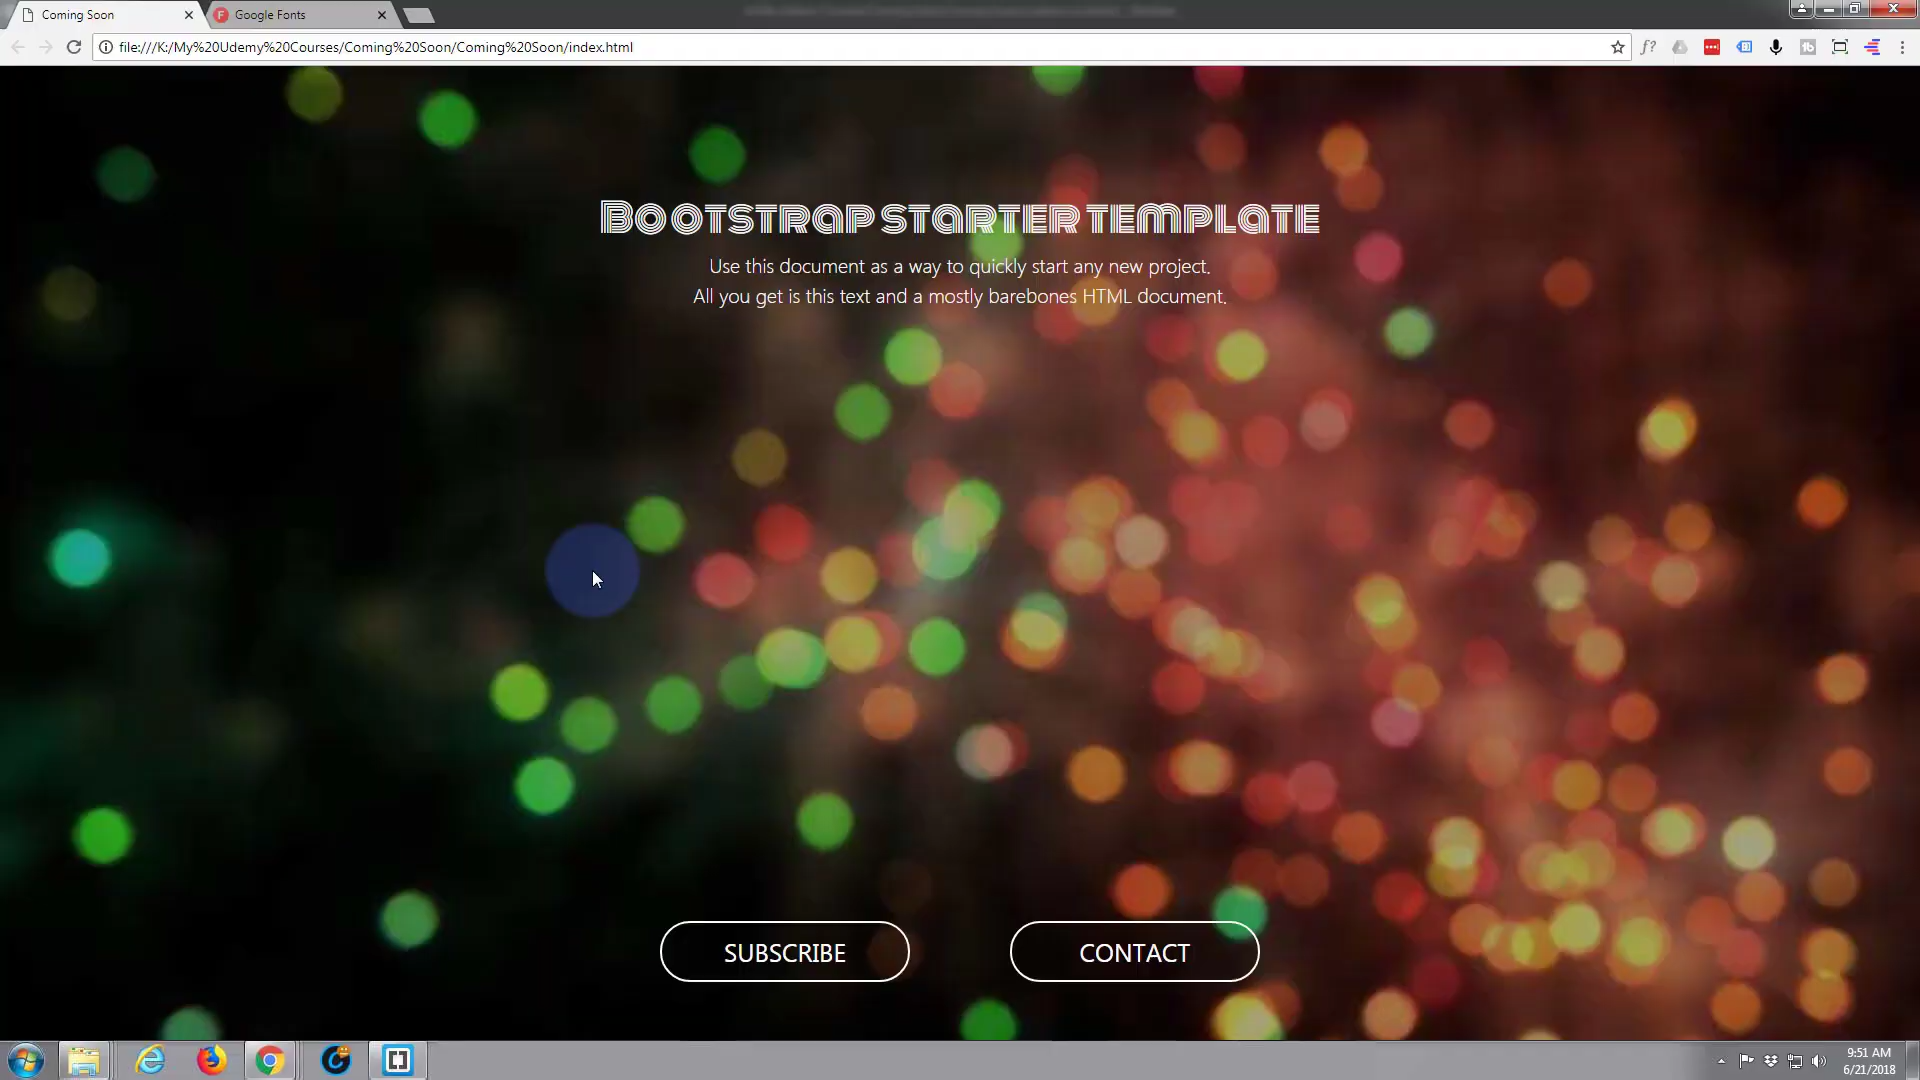 Coming Soon
Google Fonts
file:///K:/My%20Udemy%20Courses/Coming%20Soon/Coming%20Soon/index.html
f?
Bootstrap starter template
Use this document as a way to quickly start any new project.
All you get is this text and a mostly barebones HTML document.
SUBSCRIBE
CONTACT
9:51 AM
6/21/2018